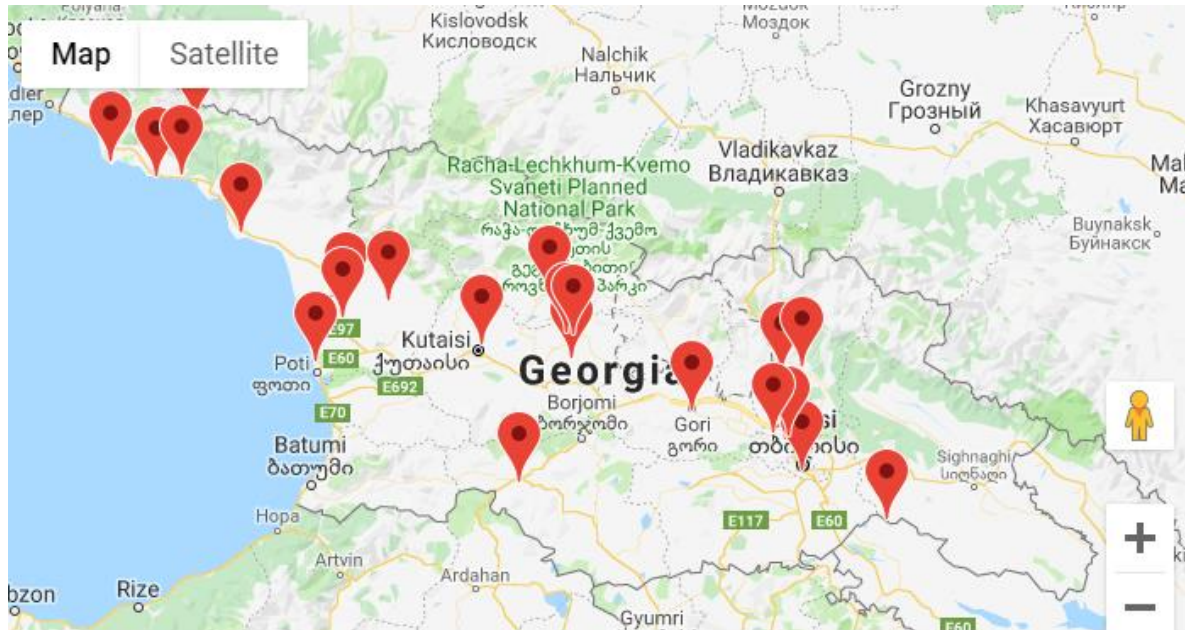 Map
Satellite
Kislovodsk
Кисловодск
Моздок
Nalchik
Нальчик
Grozny
Грозный
Khasavyurt
Хасавюрт
Vladikavkaz
Владикавказ
Racha-Lechkhum-Kvemo
Svaneti Planned
National Park
Buynaksk
Буйнакск
E97
Kutaisi
ქუთაისი
Poti
ფოთი
E60
E692
Georgia
Borjomi
ბორჯომი
Gori
გორი
E70
Batumi
ბათუმი
Sighnaghi
სიღნაღი
Hopa
E117
E60
Artvin
Ardahan
Rize
Gyumri
E60